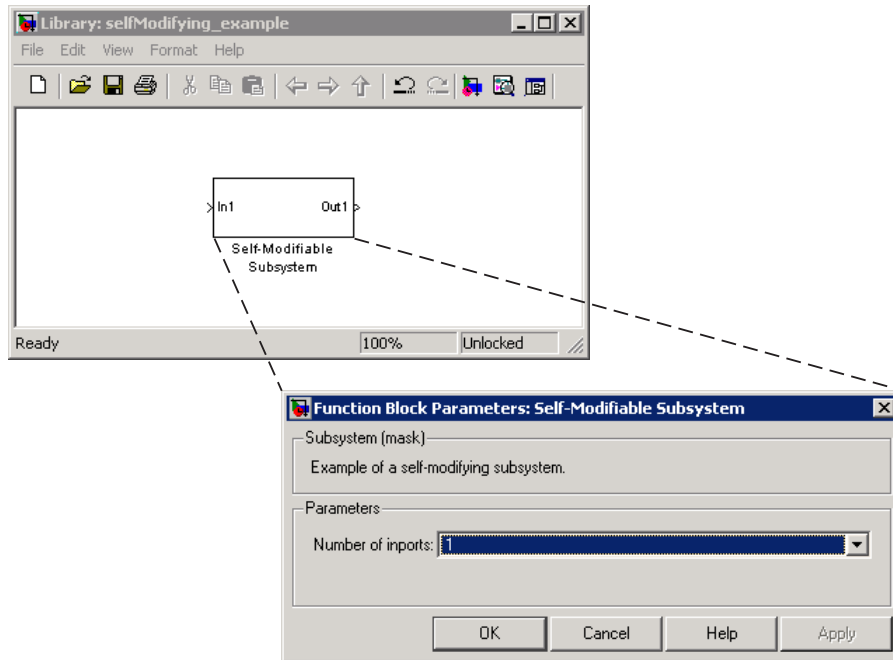 Library: selfModifying_example
File Edit View Format Help
In1 Out1
Self-Modifiable
Subsystem
Ready 100% Unlocked
Function Block Parameters: Self-Modifiable Subsystem
Subsystem (mask)
Example of a self-modifying subsystem.
Parameters
Number of inports: 1
OK Cancel Help Apply